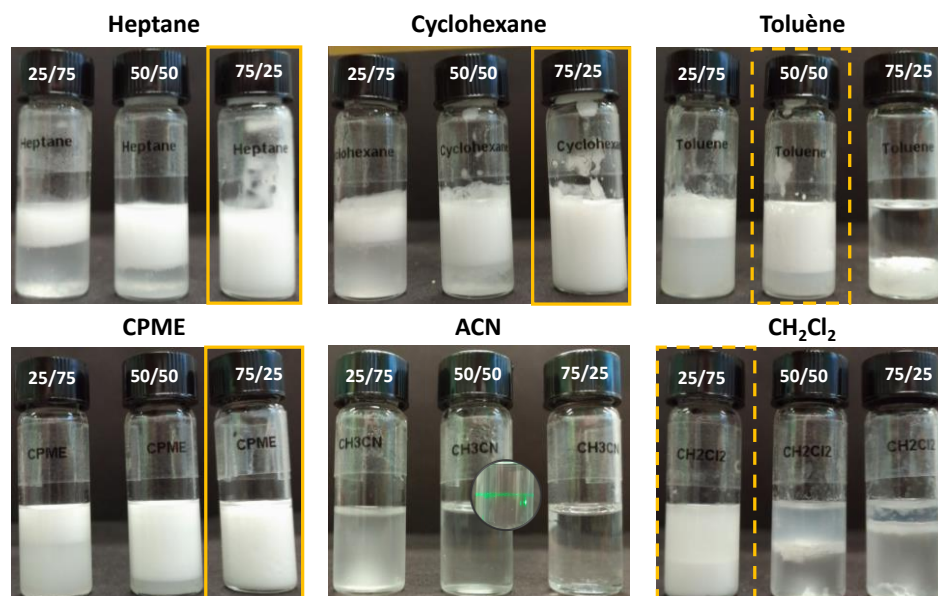 Heptane
25/75 50/50 75/25
Heptane Heptane Heptane
Cyclohexane
25/75 50/50 75/25
yclohexane Cyclohexane Cyclohexane
Toluène
25/75 50/50 75/25
Toluene Toluene Toluene
CPME
25/75 50/50 75/25
CPME CPME CPME
ACN
25/75 50/50 75/25
CH3CN CH3CN CH3CN
CH₂Cl₂
25/75 50/50 75/25
CH2Cl2 CH2Cl2 CH2Cl2